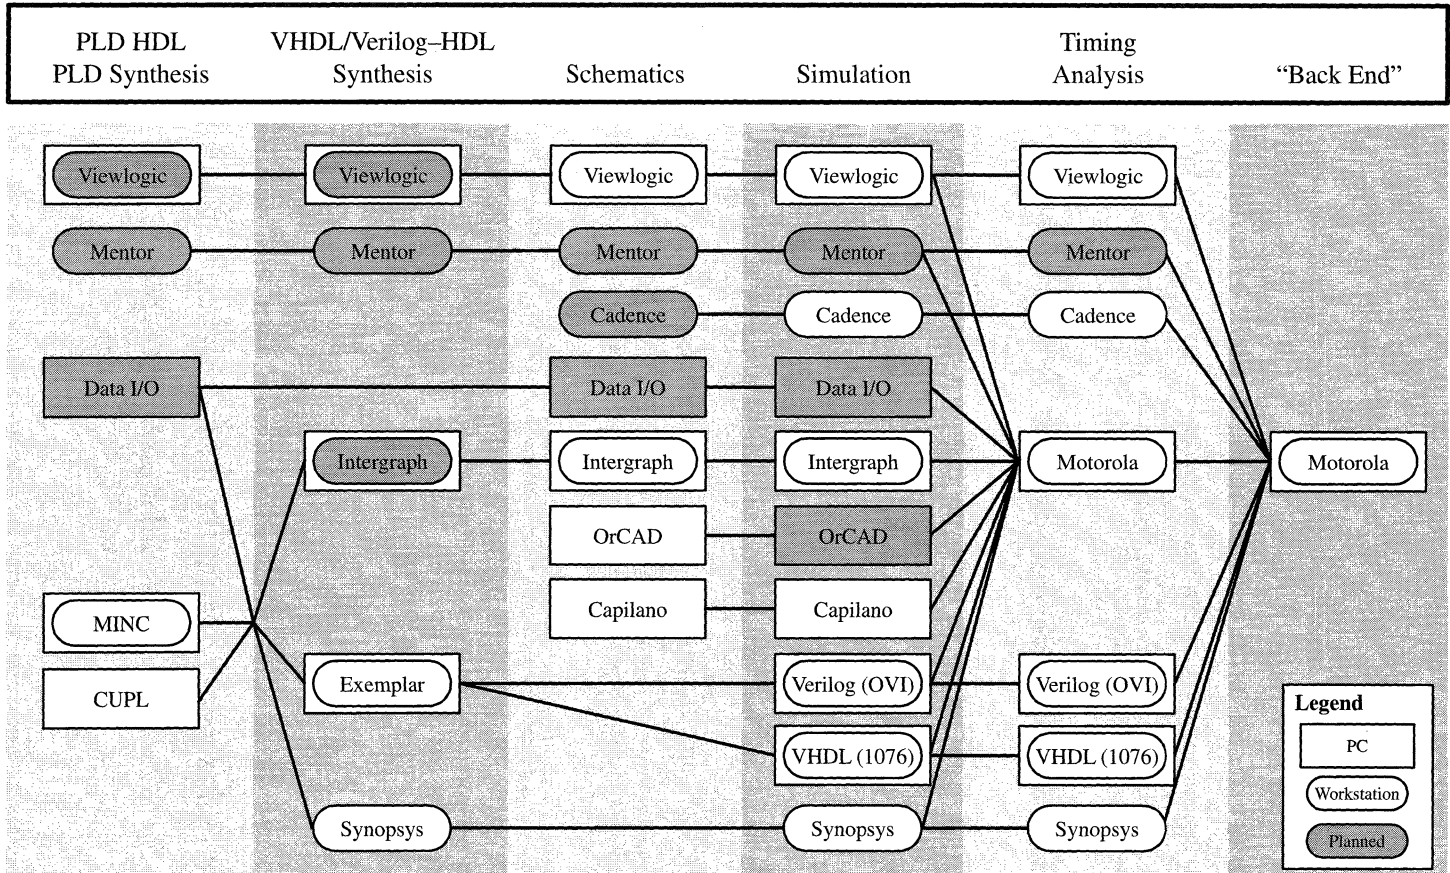 PLD HDL
PLD Synthesis
VHDL/Verilog–HDL
Synthesis
Schematics
Simulation
Timing
Analysis
“Back End”
Viewlogic
Viewlogic
Viewlogic
Viewlogic
Viewlogic
Mentor
Mentor
Mentor
Mentor
Mentor
Cadence
Cadence
Cadence
Data I/O
Data I/O
Data I/O
Intergraph
Intergraph
Intergraph
Motorola
Motorola
OrCAD
OrCAD
MINC
Capilano
Capilano
CUPL
Exemplar
Verilog (OVI)
Verilog (OVI)
VHDL (1076)
VHDL (1076)
Synopsys
Synopsys
Synopsys
Legend
PC
Workstation
Planned